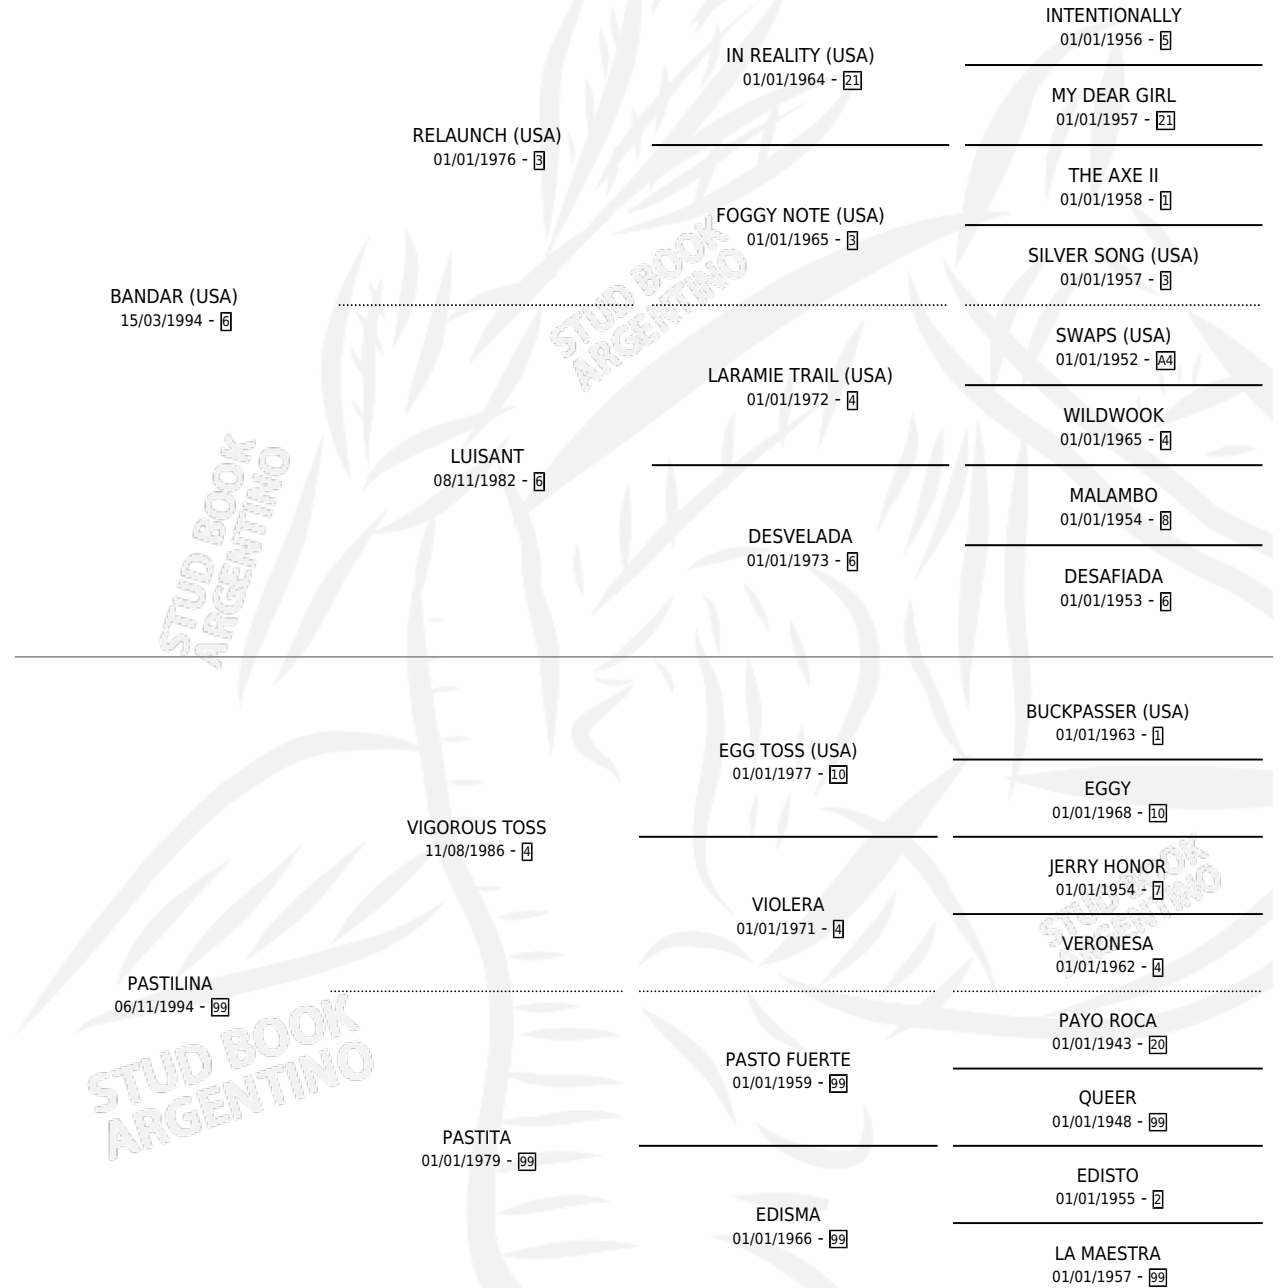 INTENTIONALLY
01/01/1956 - 5
IN REALITY (USA)
01/01/1964 - 21
MY DEAR GIRL
01/01/1957 - 21
RELAUNCH (USA)
01/01/1976 - 3
THE AXE II
01/01/1958 - 1
FOGGY NOTE (USA)
01/01/1965 - 3
SILVER SONG (USA)
01/01/1957 - 3
BANDAR (USA)
15/03/1994 - 6
SWAPS (USA)
01/01/1952 - A4
LARAMIE TRAIL (USA)
01/01/1972 - 4
WILDWOOK
01/01/1965 - 4
LUISANT
08/11/1982 - 6
MALAMBO
01/01/1954 - 8
DESVELADA
01/01/1973 - 6
DESAFIADA
01/01/1953 - 6
BUCKPASSER (USA)
01/01/1963 - 1
EGG TOSS (USA)
01/01/1977 - 10
EGGY
01/01/1968 - 10
VIGOROUS TOSS
11/08/1986 - 4
JERRY HONOR
01/01/1954 - 7
VIOLERA
01/01/1971 - 4
VERONESA
01/01/1962 - 4
PASTILINA
06/11/1994 - 99
PAYO ROCA
01/01/1943 - 20
PASTO FUERTE
01/01/1959 - 99
QUEER
01/01/1948 - 99
PASTITA
01/01/1979 - 99
EDISTO
01/01/1955 - 2
EDISMA
01/01/1966 - 99
LA MAESTRA
01/01/1957 - 99
STUD BOOK
ARGENTINO
STUD BOOK
ARGENTINO
STUD BOOK
ARGENTINO
STUD BOOK
ARGENTINO